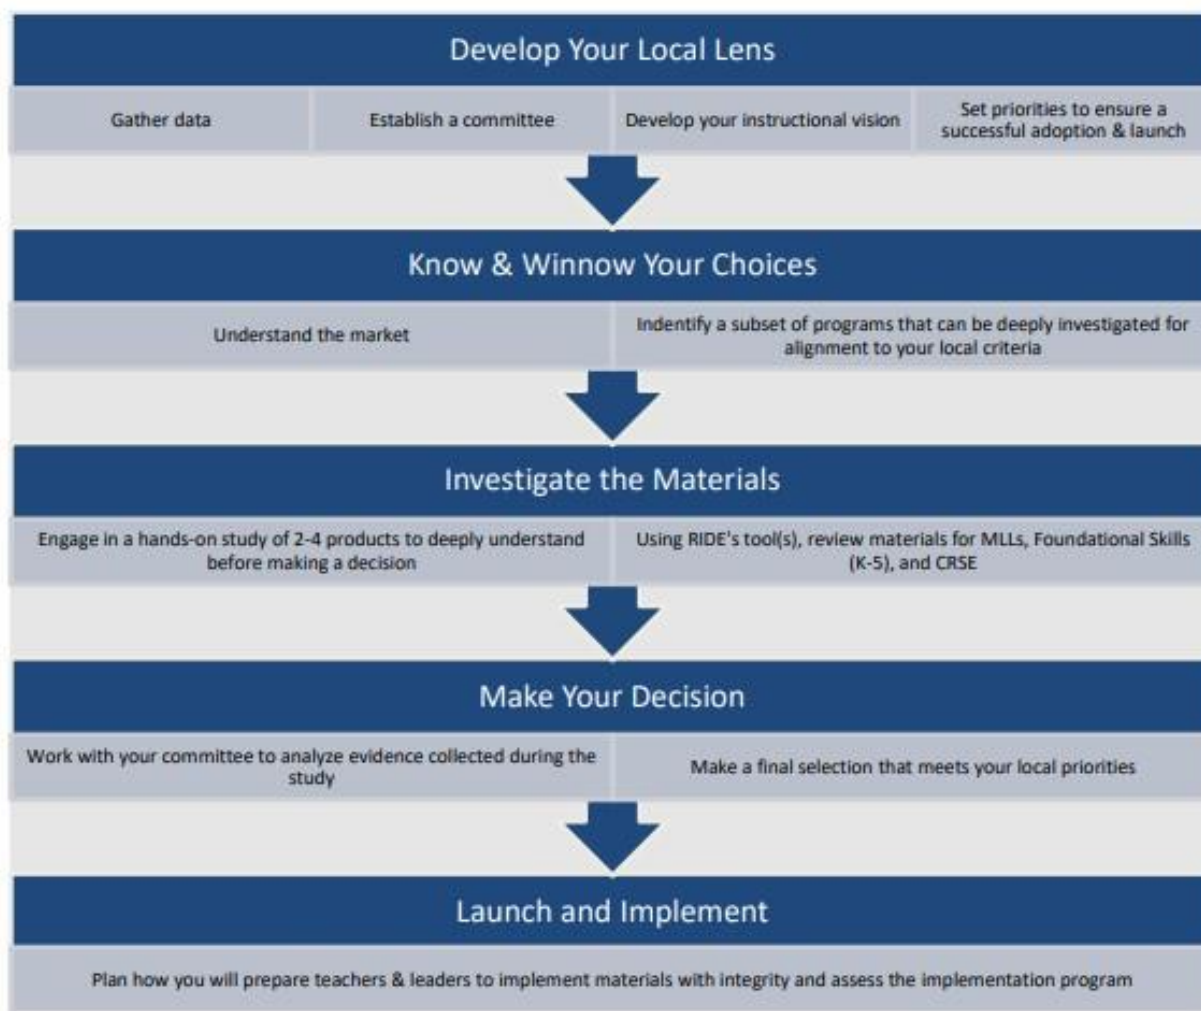 Develop Your Local Lens
Gather data
Establish a committee
Develop your instructional vision
Set priorities to ensure a
successful adoption & launch
Know & Winnow Your Choices
Understand the market
Indentify a subset of programs that can be deeply investigated for
alignment to your local criteria
Investigate the Materials
Engage in a hands-on study of 2-4 products to deeply understand
before making a decision
Using RIDE's tool(s), review materials for MLLs, Foundational Skills
(K-5), and CRSE
Make Your Decision
Work with your committee to analyze evidence collected during the
study
Make a final selection that meets your local priorities
Launch and Implement
Plan how you will prepare teachers & leaders to implement materials with integrity and assess the implementation program